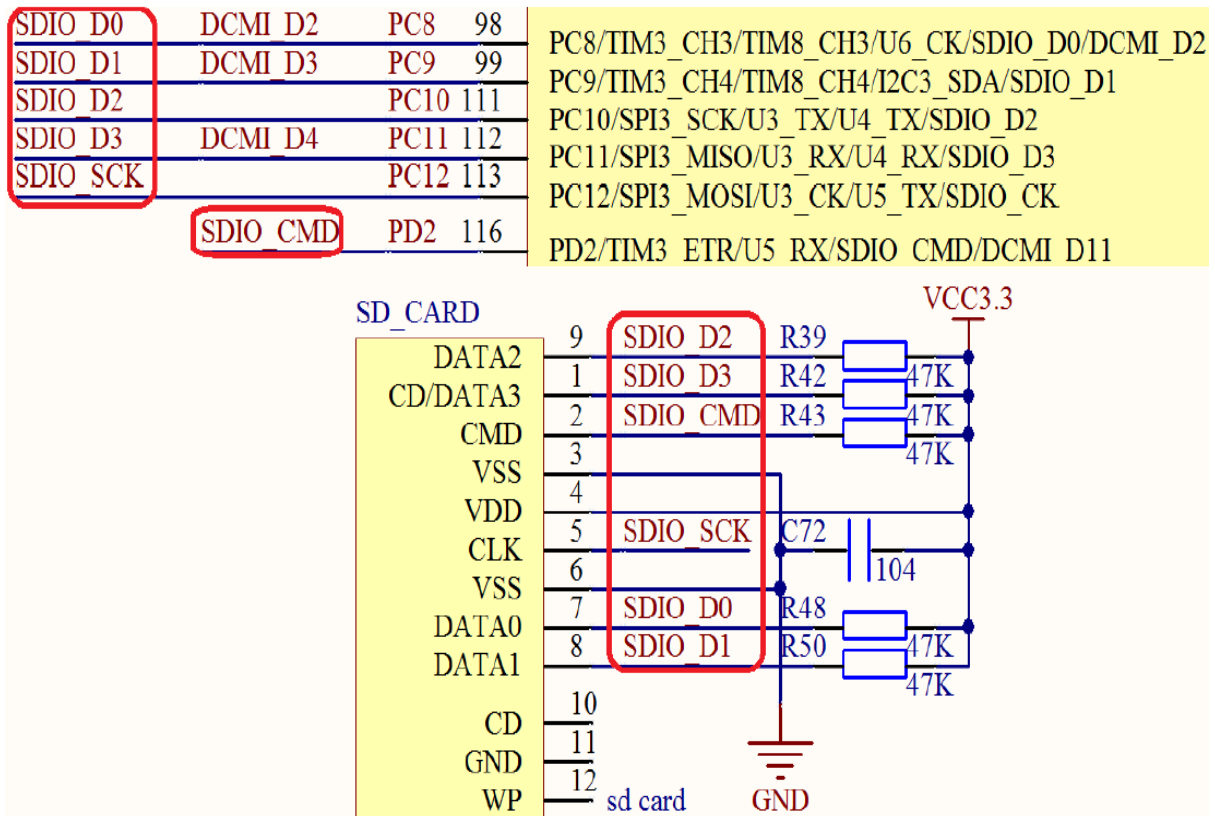 SDIO_D0 DCMI_D2 PC8 98 PC8/TIM3_CH3/TIM8_CH3/U6_CK/SDIO_D0/DCMI_D2
SDIO_D1 DCMI_D3 PC9 99 PC9/TIM3_CH4/TIM8_CH4/I2C3_SDA/SDIO_D1
SDIO_D2 PC10 111 PC10/SPI3_SCK/U3_TX/U4_TX/SDIO_D2
SDIO_D3 DCMI_D4 PC11 112 PC11/SPI3_MISO/U3_RX/U4_RX/SDIO_D3
SDIO_SCK PC12 113 PC12/SPI3_MOSI/U3_CK/U5_TX/SDIO_CK
SDIO_CMD PD2 116 PD2/TIM3_ETR/U5_RX/SDIO_CMD/DCMI_D11
VCC3.3
SD_CARD
DATA2 9 SDIO_D2 R39 47K
CD/DATA3 1 SDIO_D3 R42 47K
CMD 2 SDIO_CMD R43 47K
VSS 3
VDD 4
CLK 5 SDIO_SCK C72 104
VSS 6
DATA0 7 SDIO_D0 R48 47K
DATA1 8 SDIO_D1 R50 47K
CD 10
GND 11
WP 12 sd card GND